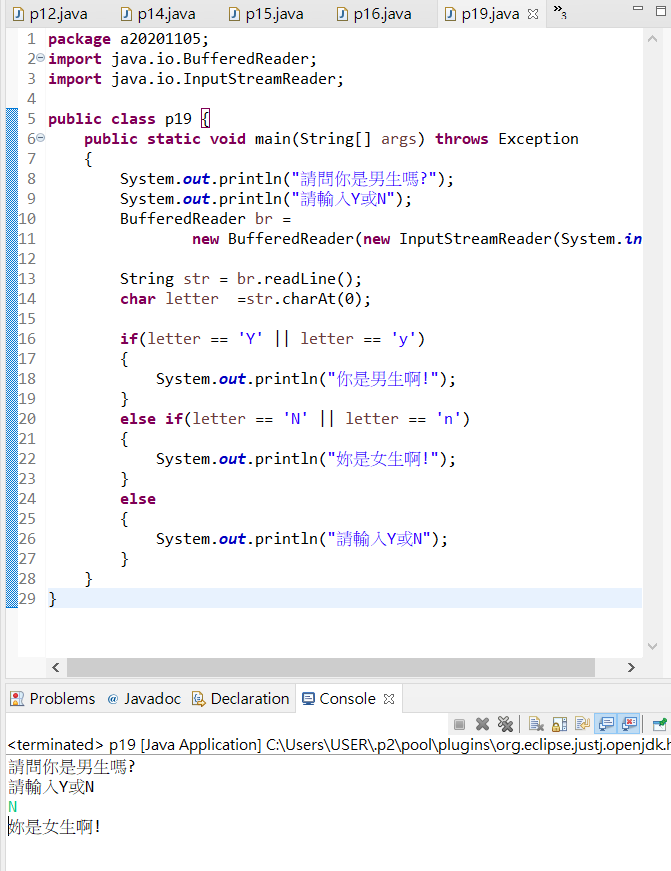 p12.java p14.java p15.java p16.java p19.java »3
1 package a20201105;
2 import java.io.BufferedReader;
3 import java.io.InputStreamReader;
4
5 public class p19 {
6     public static void main(String[] args) throws Exception
7     {
8         System.out.println("請問你是男生嗎?");
9         System.out.println("請輸入Y或N");
10         BufferedReader br =
11                 new BufferedReader(new InputStreamReader(System.in
12
13         String str = br.readLine();
14         char letter  =str.charAt(0);
15
16         if(letter == 'Y' || letter == 'y')
17         {
18             System.out.println("你是男生啊!");
19         }
20         else if(letter == 'N' || letter == 'n')
21         {
22             System.out.println("妳是女生啊!");
23         }
24         else
25         {
26             System.out.println("請輸入Y或N");
27         }
28     }
29 }
Problems @ Javadoc Declaration Console
<terminated> p19 [Java Application] C:\Users\USER\.p2\pool\plugins\org.eclipse.justj.openjdk.h
請問你是男生嗎?
請輸入Y或N
N
妳是女生啊!